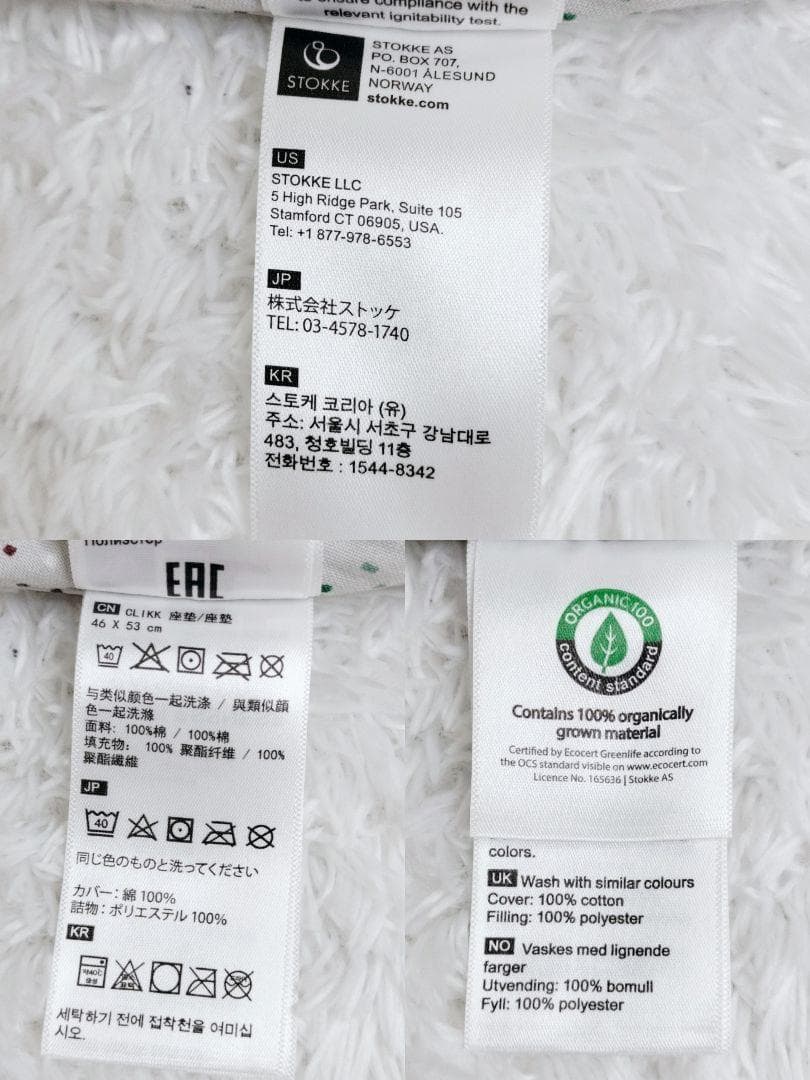 to ensure compliance with the
relevant ignitability test.
STOKKE
STOKKE AS
PO. BOX 707,
N-6001 ÅLESUND
NORWAY
stokke.com
US
STOKKE LLC
5 High Ridge Park, Suite 105
Stamford CT 06905, USA.
Tel: +1 877-978-6553
JP
株式会社ストッケ
TEL: 03-4578-1740
KR
스토케 코리아 (유)
주소: 서울시 서초구 강남대로
483, 청호빌딩 11층
전화번호 : 1544-8342
EAC
CN CLIKK 座垫/座墊
46 X 53 cm
40
与类似颜色一起洗涤 / 與類似顔
色一起洗滌
面料: 100%棉 / 100%棉
填充物: 100% 聚酯纤维 / 100%
聚酯纖維
JP
40
同じ色のものと洗ってください
カバー：綿 100%
詰物：ポリエステル 100%
KR
세탁하기 전에 접착천을 여미십
시오.
ORGANIC 100
content standard
Contains 100% organically
grown material
Certified by Ecocert Greenlife according to
the OCS standard visible on www.ecocert.com
Licence No. 165636 | Stokke AS
colors.
UK Wash with similar colours
Cover: 100% cotton
Filling: 100% polyester
NO Vaskes med lignende
farger
Utvending: 100% bomull
Fyll: 100% polyester